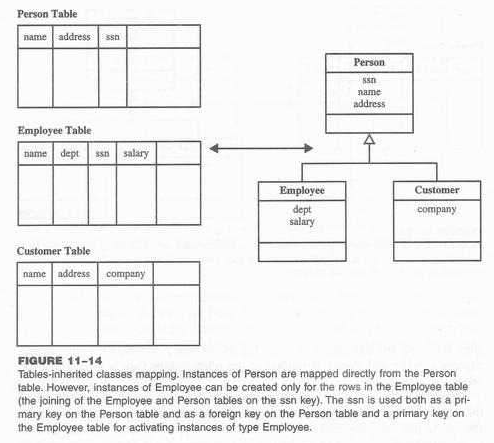 Person Table
name address ssn
Person
ssn
name
address
Employee Table
name dept ssn salary
Employee
dept
salary
Customer
company
Customer Table
name address company
FIGURE 11–14
Tables-inherited classes mapping. Instances of Person are mapped directly from the Person
table. However, instances of Employee can be created only for the rows in the Employee table
(the joining of the Employee and Person tables on the ssn key). The ssn is used both as a pri-
mary key on the Person table and as a foreign key on the Person table and a primary key on
the Employee table for activating instances of type Employee.